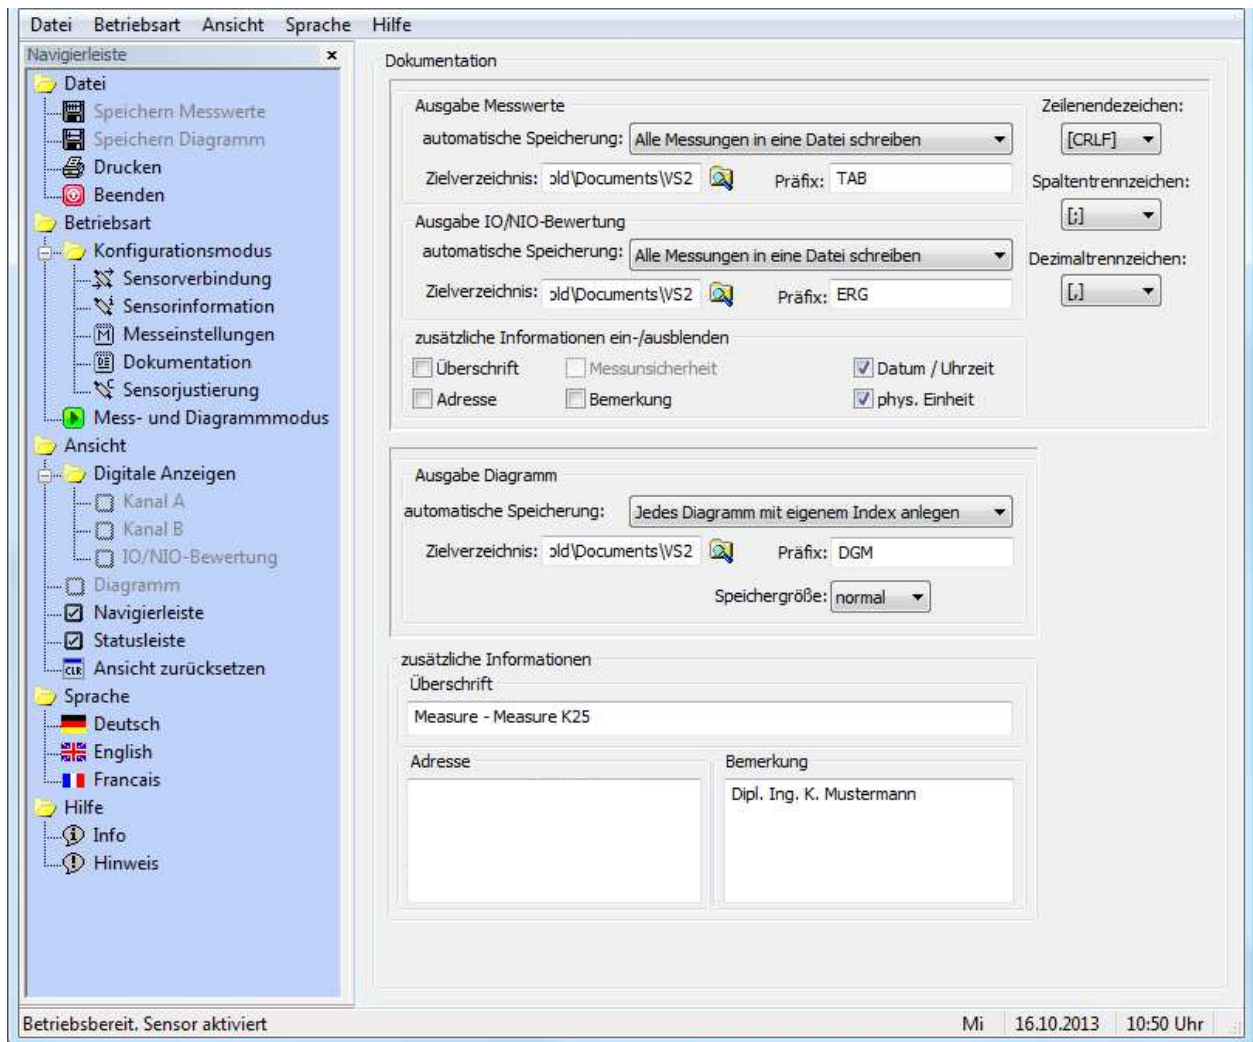 Datei Betriebsart Ansicht Sprache Hilfe
Navigierleiste x
Datei
Speichern Messwerte
Speichern Diagramm
Drucken
Beenden
Betriebsart
Konfigurationsmodus
Sensorverbindung
Sensorinformation
Messeinstellungen
Dokumentation
Sensorjustierung
Mess- und Diagrammmodus
Ansicht
Digitale Anzeigen
Kanal A
Kanal B
IO/NIO-Bewertung
Diagramm
Navigierleiste
Statusleiste
CLR Ansicht zurücksetzen
Sprache
Deutsch
English
Francais
Hilfe
Info
Hinweis
Dokumentation
Ausgabe Messwerte
automatische Speicherung: Alle Messungen in eine Datei schreiben
Zielverzeichnis: old\Documents\VS2 Präfix: TAB
Ausgabe IO/NIO-Bewertung
automatische Speicherung: Alle Messungen in eine Datei schreiben
Zielverzeichnis: old\Documents\VS2 Präfix: ERG
Zeilenendezeichen:
[CRLF]
Spaltentrennzeichen:
[;]
Dezimaltrennzeichen:
[,]
zusätzliche Informationen ein-/ausblenden
Überschrift Messunsicherheit Datum / Uhrzeit
Adresse Bemerkung phys. Einheit
Ausgabe Diagramm
automatische Speicherung: Jedes Diagramm mit eigenem Index anlegen
Zielverzeichnis: old\Documents\VS2 Präfix: DGM
Speichergröße: normal
zusätzliche Informationen
Überschrift
Measure - Measure K25
Adresse
Bemerkung
Dipl. Ing. K. Mustermann
Betriebsbereit. Sensor aktiviert Mi 16.10.2013 10:50 Uhr